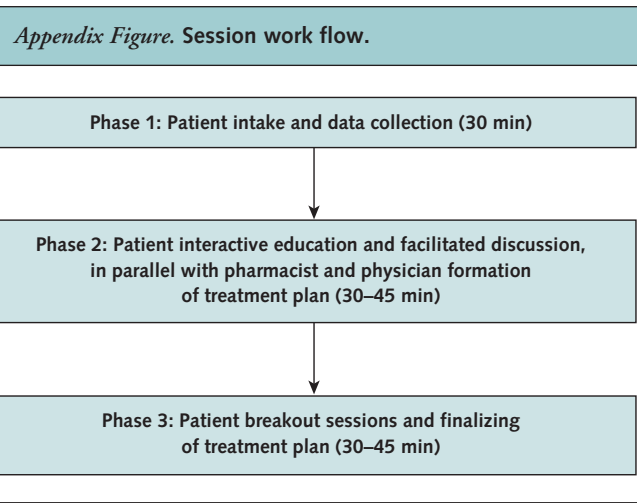 Appendix Figure. Session work flow.
Phase 1: Patient intake and data collection (30 min)
Phase 2: Patient interactive education and facilitated discussion,
in parallel with pharmacist and physician formation
of treatment plan (30–45 min)
Phase 3: Patient breakout sessions and finalizing
of treatment plan (30–45 min)